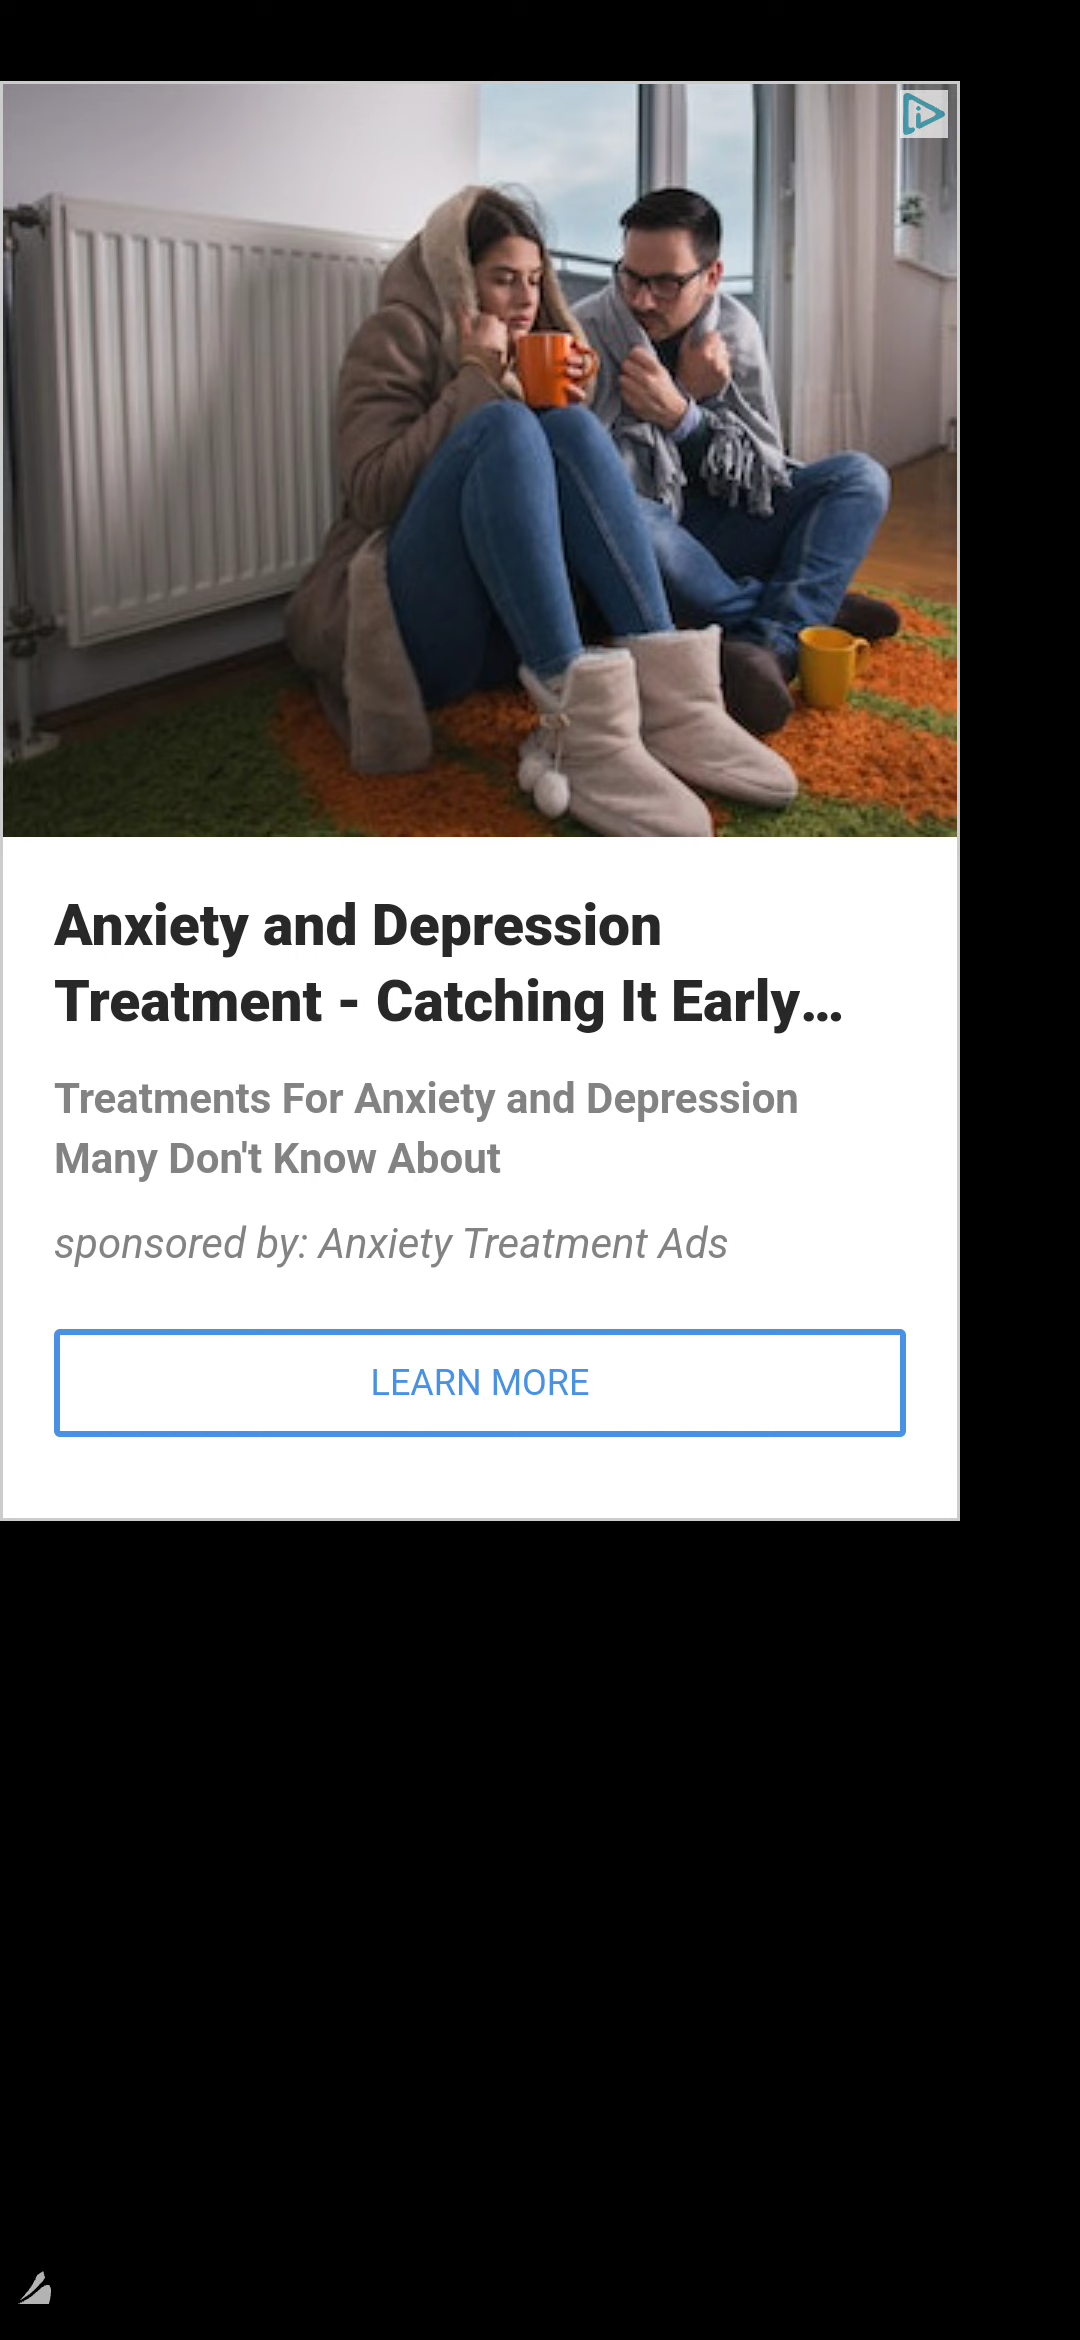 Anxiety and Depression
Treatment - Catching It Early...
Treatments For Anxiety and Depression
Many Don't Know About
sponsored by: Anxiety Treatment Ads
LEARN MORE